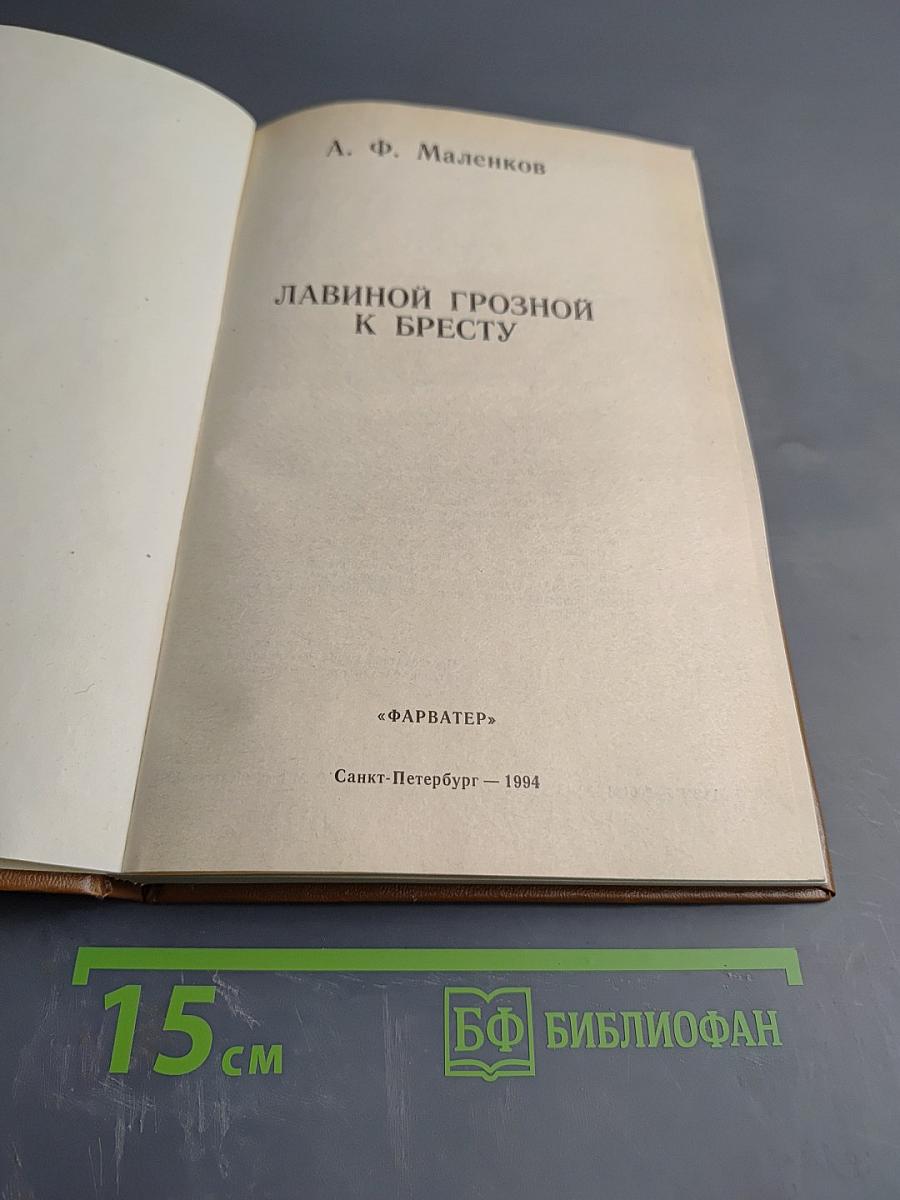 А. Ф. Маленков
ЛАВИНОЙ ГРОЗНОЙ
К БРЕСТУ
«ФАРВАТЕР»
Санкт-Петербург — 1994
15 см
БФ БИБЛИОФАН